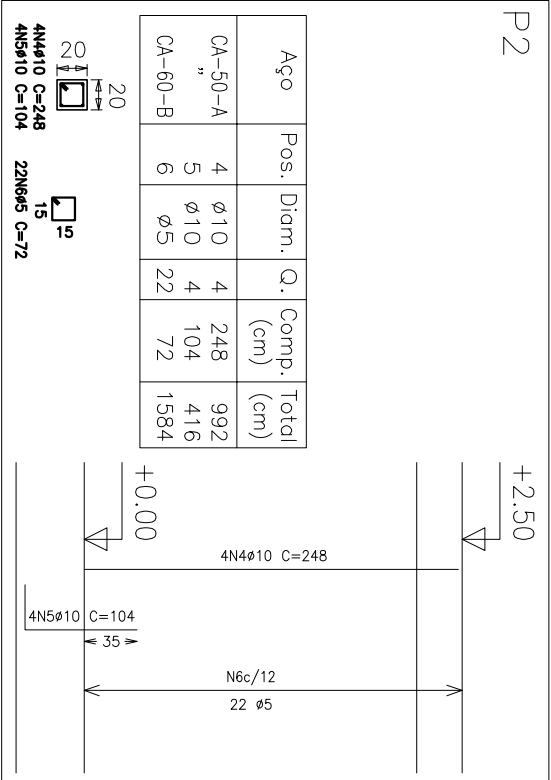 P2
Aço Pos. Diam. Q. Comp. (cm) Total (cm)
CA-50-A 4 ø10 4 248 992
" 5 ø10 4 104 416
CA-60-B 6 ø5 22 72 1584
20
20
4N4ø10 C=248
4N5ø10 C=104
15
15
22N6ø5 C=72
+2.50
+0.00
4N4ø10 C=248
4N5ø10 C=104
35
N6c/12
22 ø5